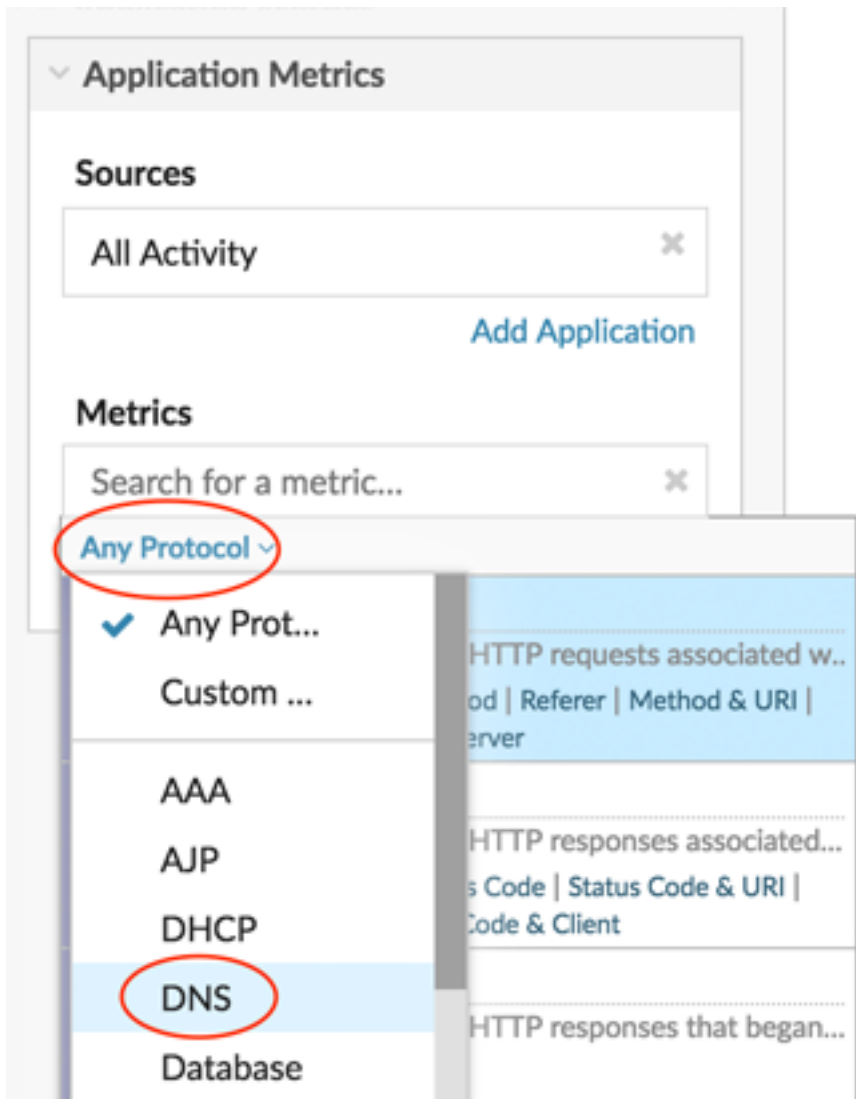 Application Metrics
Sources
All Activity
Add Application
Metrics
Search for a metric...
Any Protocol
Any Prot...
Custom ...
AAA
AJP
DHCP
DNS
Database
HTTP requests associated w..
od | Referer | Method & URI |
erver
HTTP responses associated...
s Code | Status Code & URI |
Code & Client
HTTP responses that began...